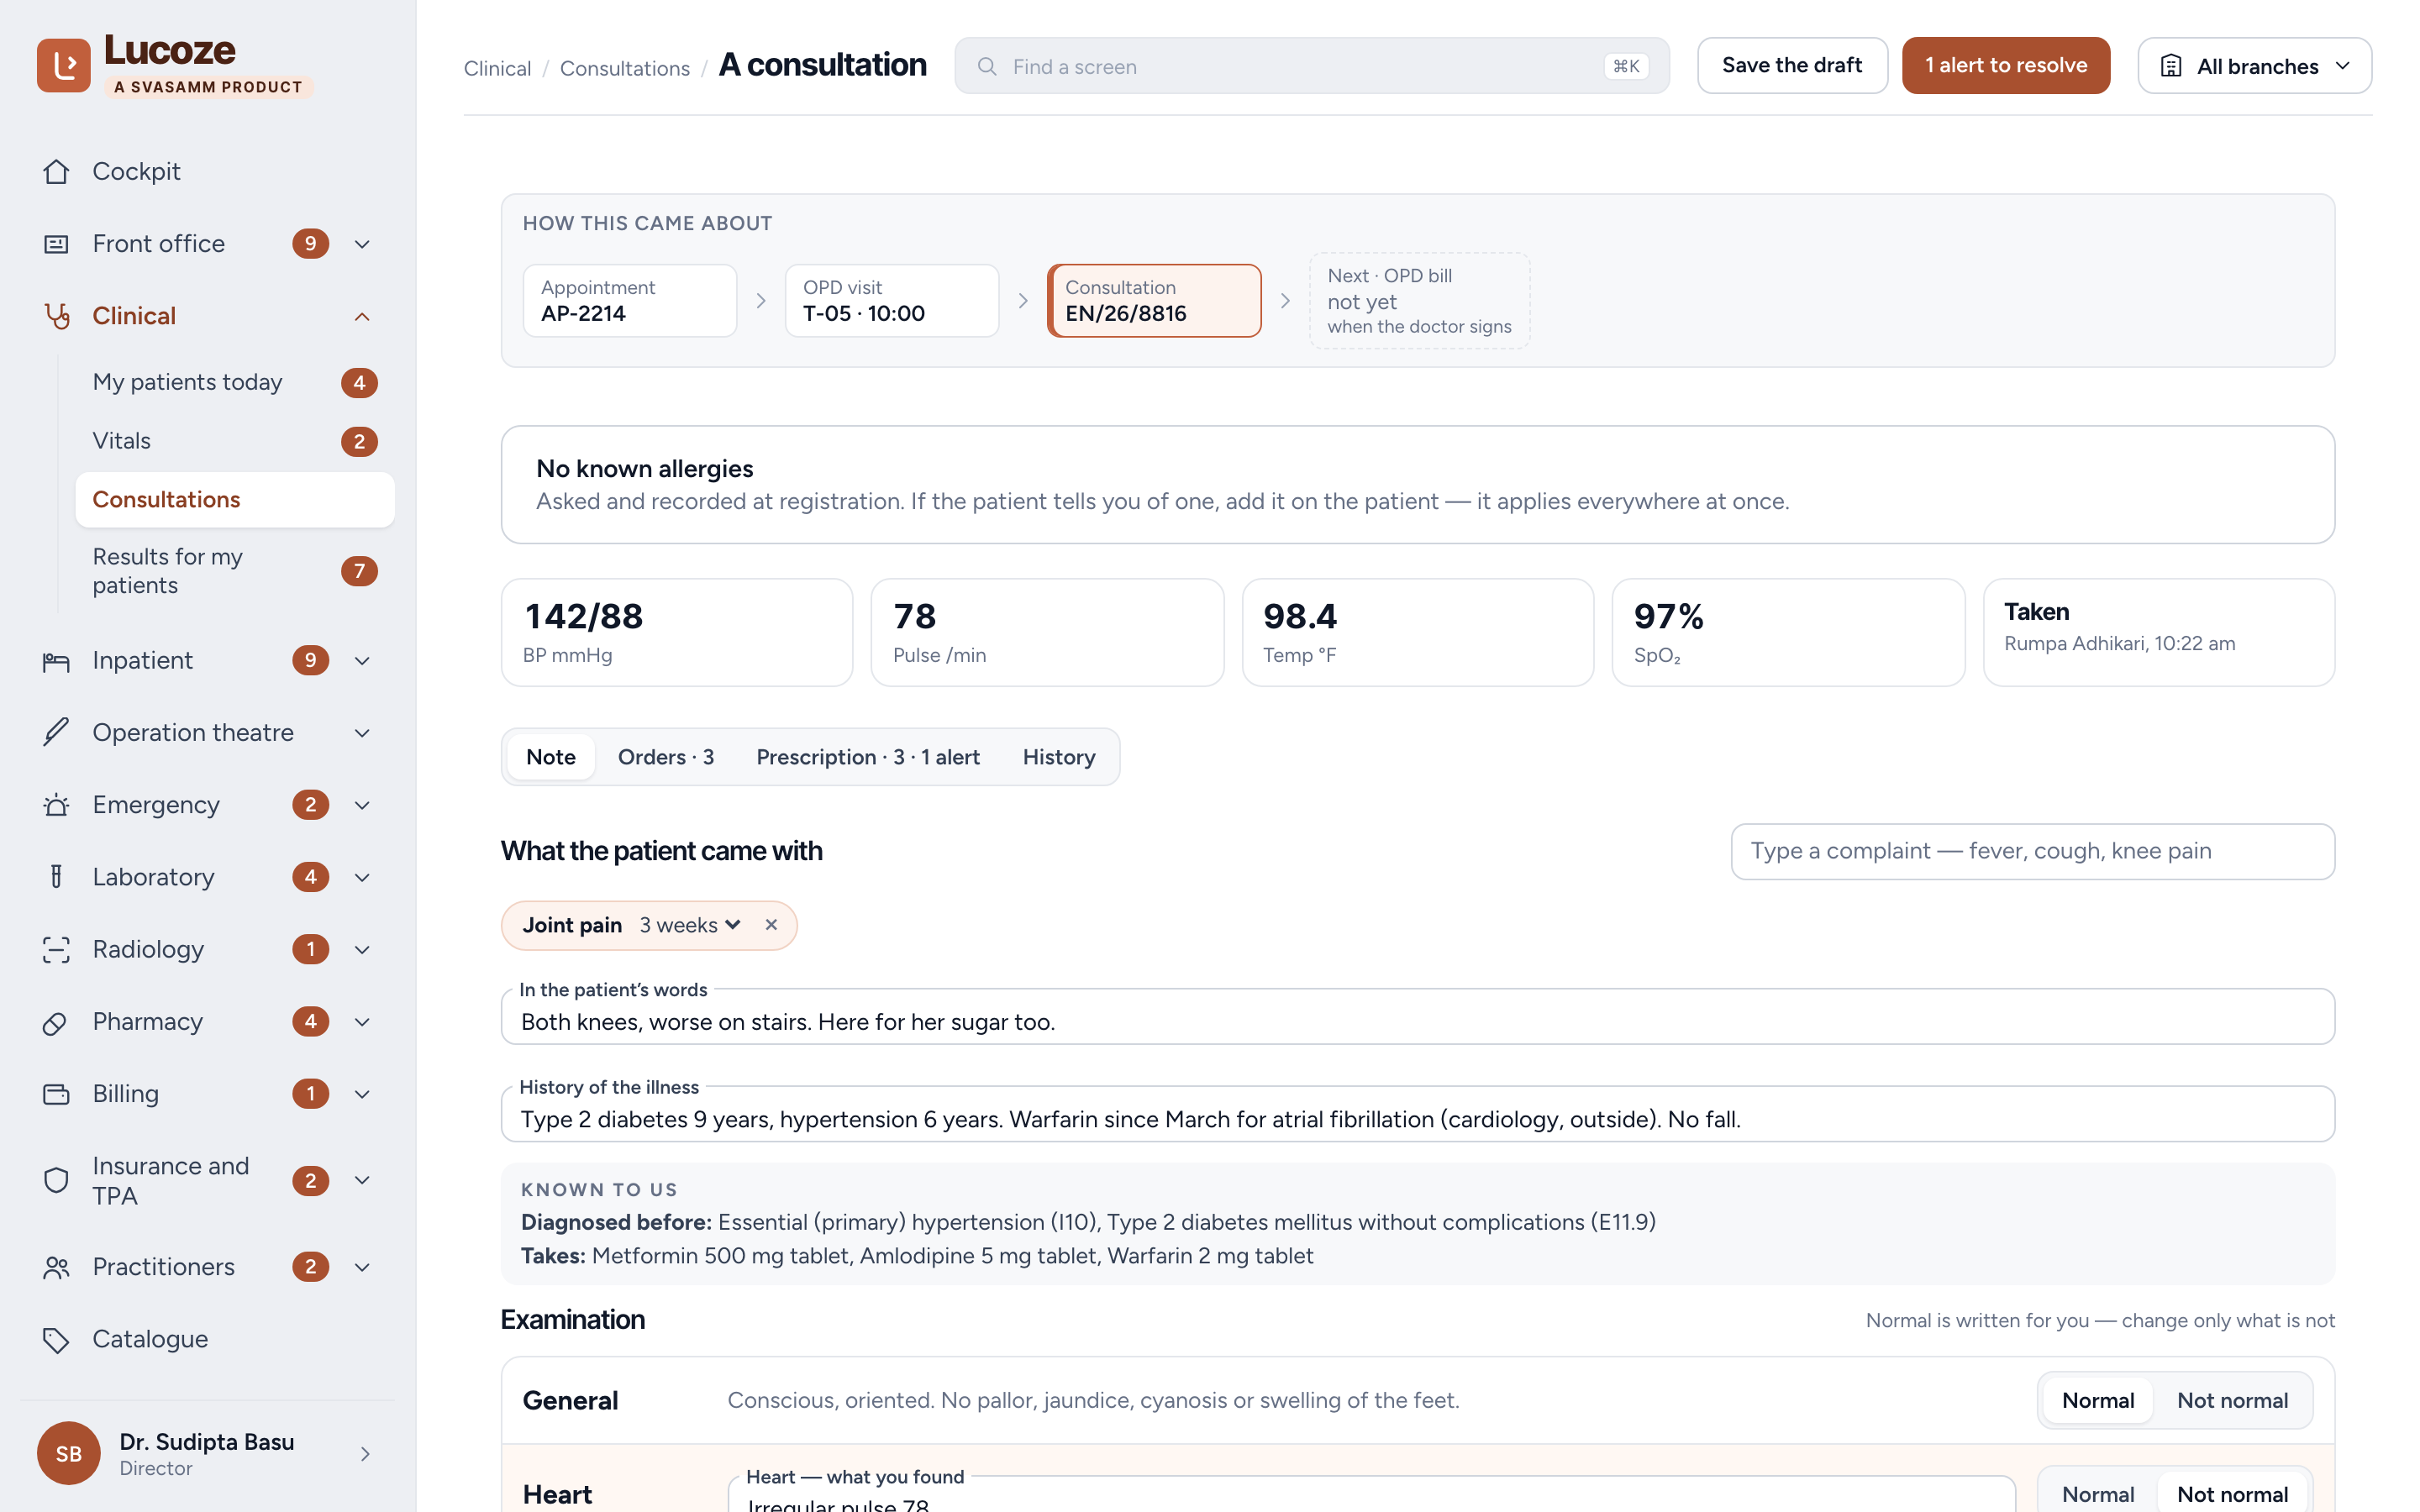 Lucoze
A SVASAMM PRODUCT
Cockpit
Front office 9
Clinical
My patients today 4
Vitals 2
Consultations
Results for my
patients 7
Inpatient 9
Operation theatre
Emergency 2
Laboratory 4
Radiology 1
Pharmacy 4
Billing 1
Insurance and
TPA 2
Practitioners 2
Catalogue
SB Dr. Sudipta Basu
Director
Clinical / Consultations / A consultation
Find a screen ⌘K
Save the draft
1 alert to resolve
All branches
HOW THIS CAME ABOUT
Appointment
AP-2214
OPD visit
T-05 · 10:00
Consultation
EN/26/8816
Next · OPD bill
not yet
when the doctor signs
No known allergies
Asked and recorded at registration. If the patient tells you of one, add it on the patient — it applies everywhere at once.
142/88
BP mmHg
78
Pulse /min
98.4
Temp °F
97%
SpO₂
Taken
Rumpa Adhikari, 10:22 am
Note Orders · 3 Prescription · 3 · 1 alert History
What the patient came with
Type a complaint — fever, cough, knee pain
Joint pain 3 weeks ×
In the patient's words
Both knees, worse on stairs. Here for her sugar too.
History of the illness
Type 2 diabetes 9 years, hypertension 6 years. Warfarin since March for atrial fibrillation (cardiology, outside). No fall.
KNOWN TO US
Diagnosed before: Essential (primary) hypertension (I10), Type 2 diabetes mellitus without complications (E11.9)
Takes: Metformin 500 mg tablet, Amlodipine 5 mg tablet, Warfarin 2 mg tablet
Examination
Normal is written for you — change only what is not
General Conscious, oriented. No pallor, jaundice, cyanosis or swelling of the feet. Normal Not normal
Heart — what you found
Heart Irregular pulse 78 Normal Not normal